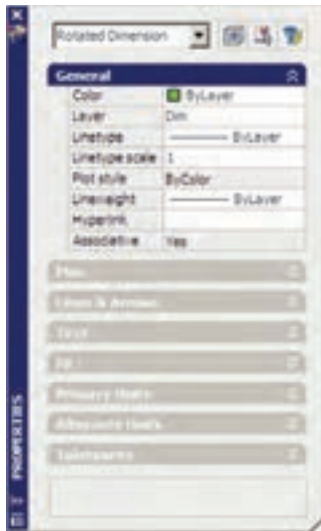 Rotated Dimension
General
Color ByLayer
Layer Dim
Linetype ByLayer
Linetype scale 1
Plot style ByColor
Lineweight ByLayer
Hyperlink
Associative Yes
Misc
Lines & Arrows
Text
Fit
Primary Units
Alternate Units
Tolerances
PROPERTIES